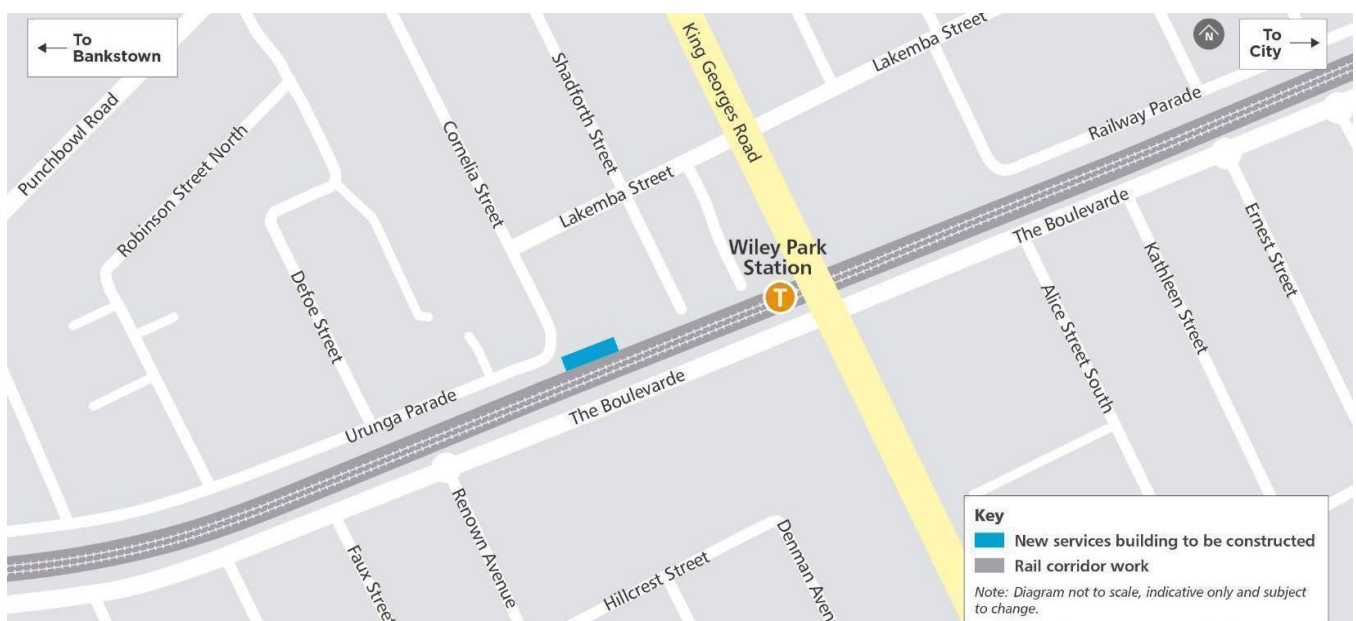 To
Bankstown
N
To
City
Punchbowl Road
Robinson Street North
Cornelia Street
Shadforth Street
King Georges Road
Lakemba Street
Railway Parade
Lakemba Street
Wiley Park
Station
T
The Boulevarde
Defoe Street
Urunga Parade
The Boulevarde
Alice Street South
Kathleen Street
Ernest Street
Faux Street
Renown Avenue
Hillcrest Street
Denman Aven
Key
New services building to be constructed
Rail corridor work
Note: Diagram not to scale, indicative only and subject
to change.